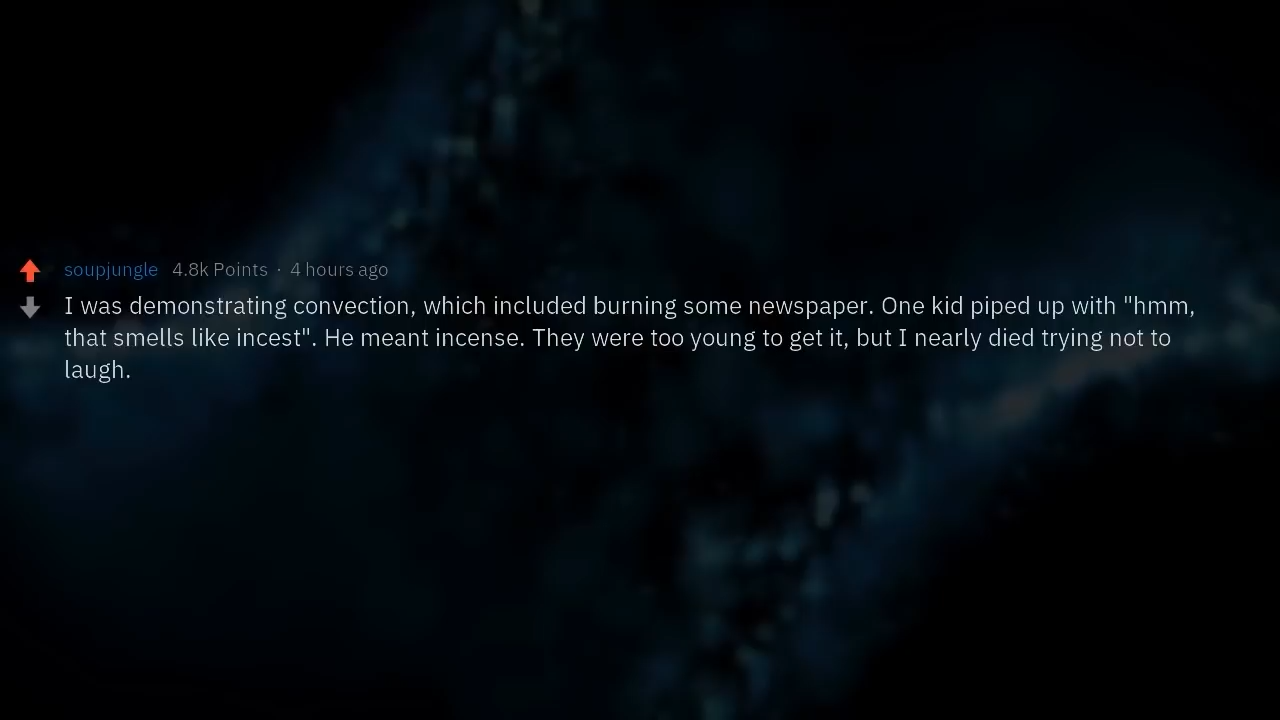 soupjungle 4.8k Points · 4 hours ago
I was demonstrating convection, which included burning some newspaper. One kid piped up with "hmm,
that smells like incest". He meant incense. They were too young to get it, but I nearly died trying not to
laugh.